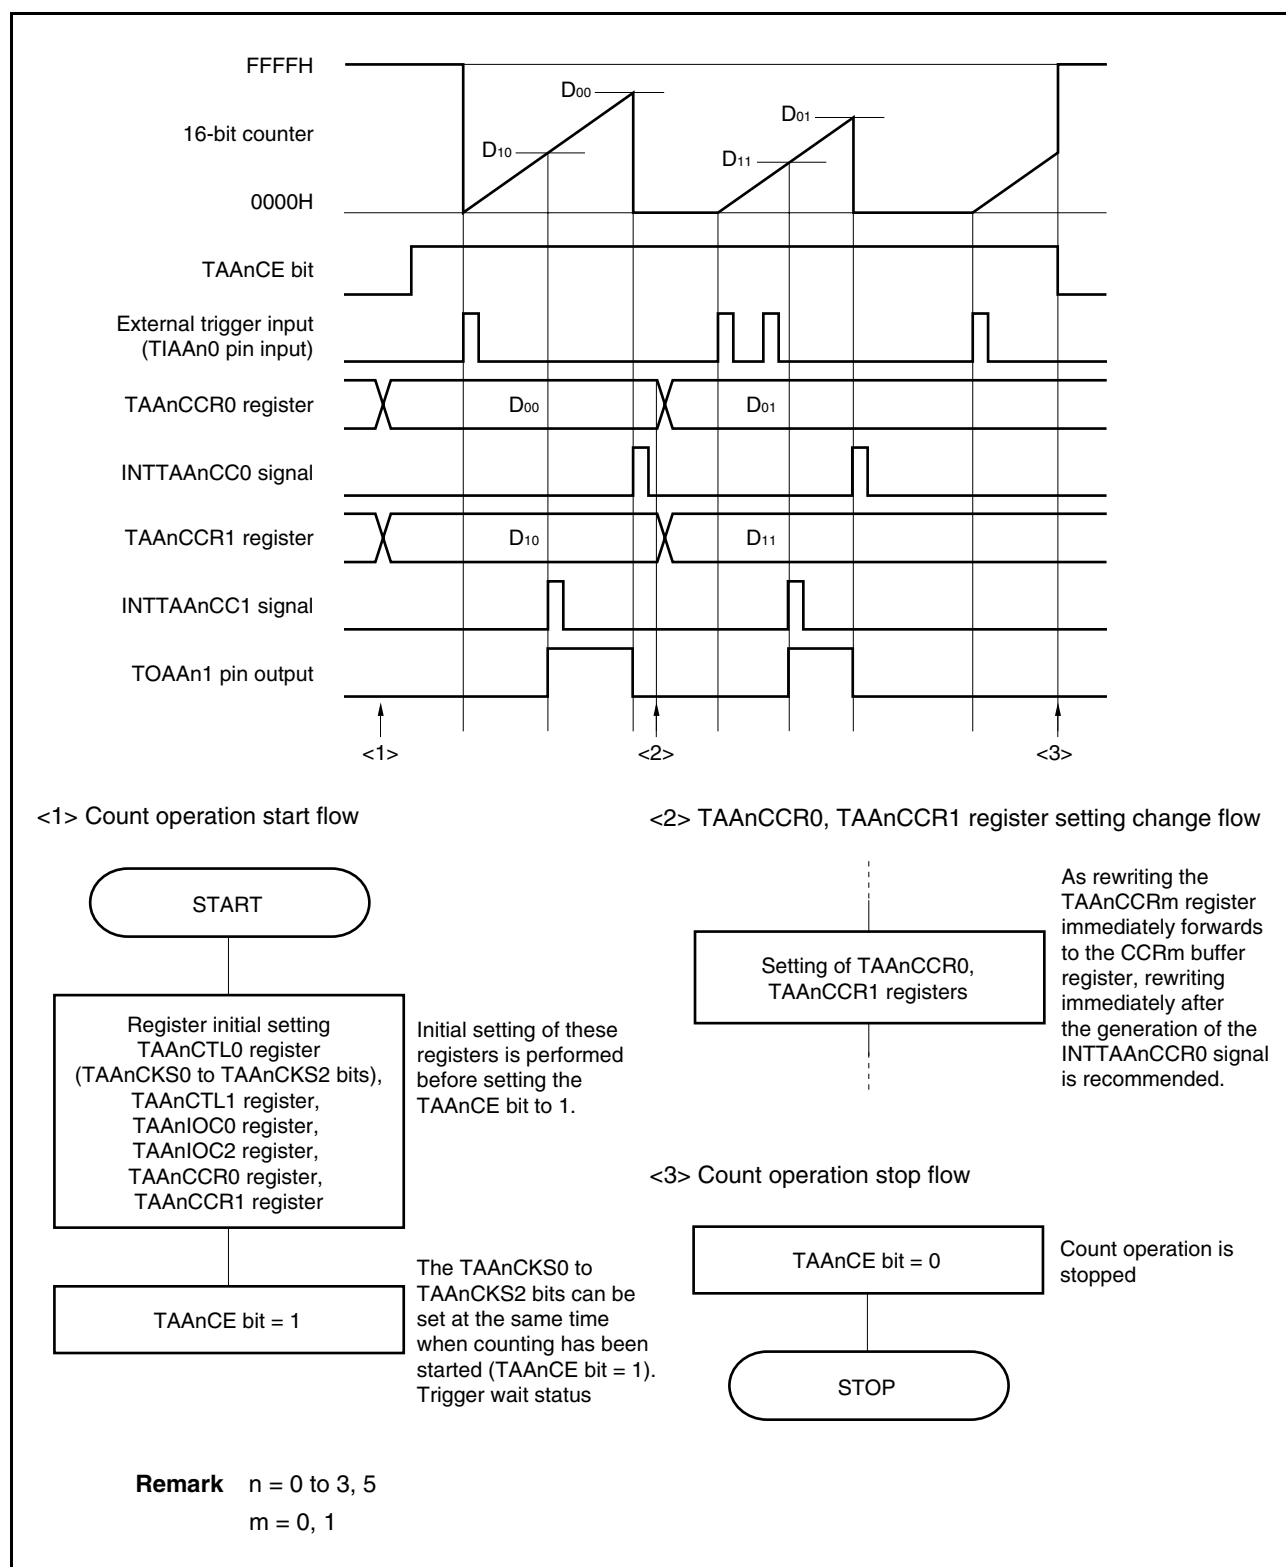 FFFFH
D00
D01
16-bit counter
D10
D11
0000H
TAAnCE bit
External trigger input
(TIAAn0 pin input)
TAAnCCR0 register
D00
D01
INTTAAnCC0 signal
TAAnCCR1 register
D10
D11
INTTAAnCC1 signal
TOAAn1 pin output
<1>
<2>
<3>
<1> Count operation start flow
START
Register initial setting
TAAnCTL0 register
(TAAnCKS0 to TAAnCKS2 bits),
TAAnCTL1 register,
TAAnIOC0 register,
TAAnIOC2 register,
TAAnCCR0 register,
TAAnCCR1 register
Initial setting of these
registers is performed
before setting the
TAAnCE bit to 1.
TAAnCE bit = 1
The TAAnCKS0 to
TAAnCKS2 bits can be
set at the same time
when counting has been
started (TAAnCE bit = 1).
Trigger wait status
<2> TAAnCCR0, TAAnCCR1 register setting change flow
Setting of TAAnCCR0,
TAAnCCR1 registers
As rewriting the
TAAnCCRm register
immediately forwards
to the CCRm buffer
register, rewriting
immediately after
the generation of the
INTTAAnCCR0 signal
is recommended.
<3> Count operation stop flow
TAAnCE bit = 0
Count operation is
stopped
STOP
Remark n = 0 to 3, 5
m = 0, 1